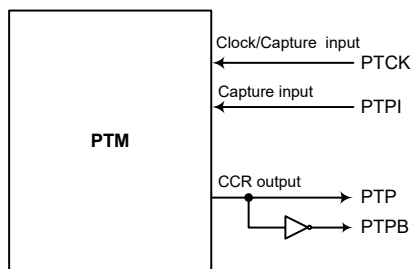 Clock/Capture input
PTCK
Capture input
PTPI
PTM
CCR output
PTP
PTPB